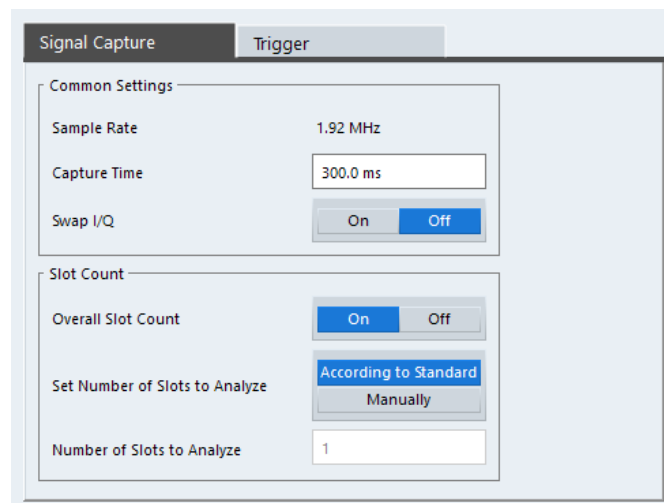 Signal Capture Trigger
Common Settings
Sample Rate 1.92 MHz
Capture Time 300.0 ms
Swap I/Q On Off
Slot Count
Overall Slot Count On Off
According to Standard
Set Number of Slots to Analyze
Manually
Number of Slots to Analyze 1